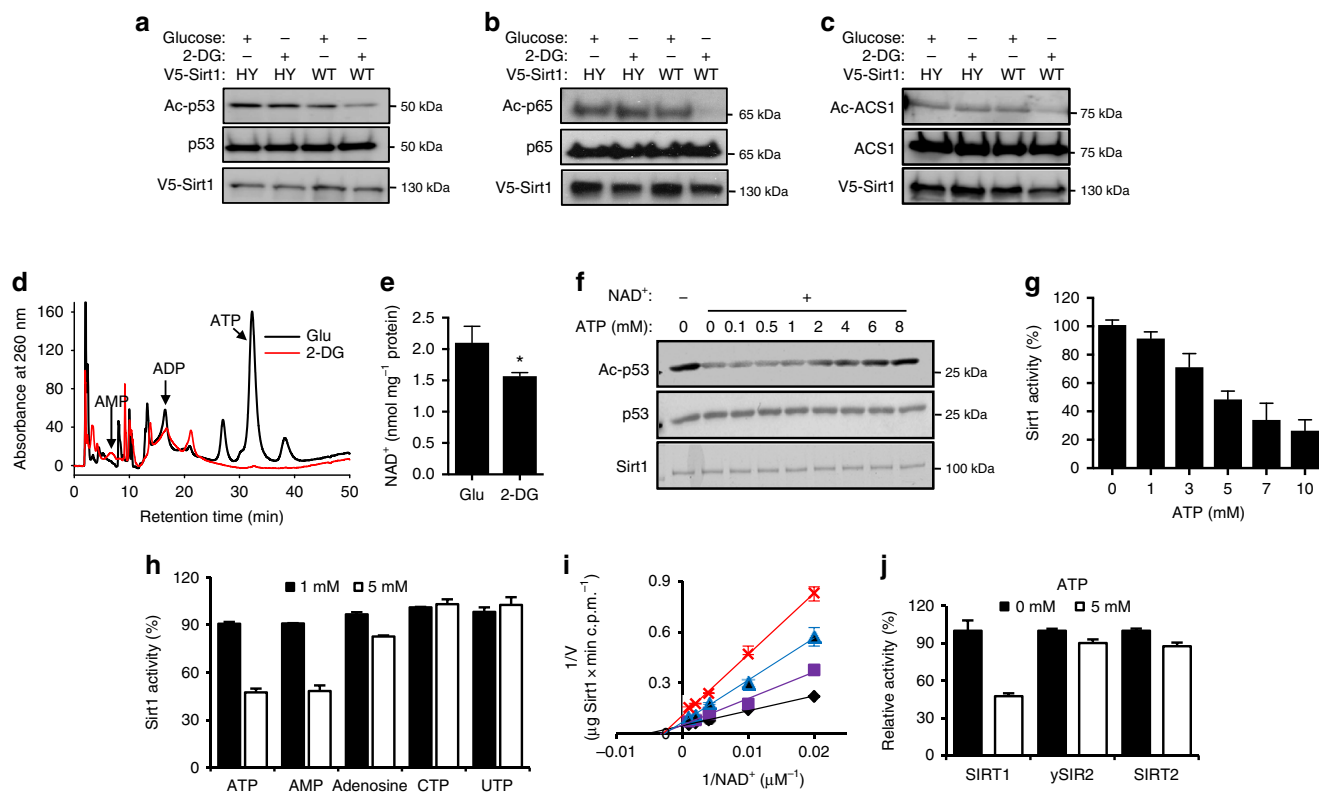 a
Glucose: + – + –
2-DG: – + – +
V5-Sirt1: HY HY WT WT
Ac-p53 50 kDa
p53 50 kDa
V5-Sirt1 130 kDa
b
Glucose: + – + –
2-DG: – + – +
V5-Sirt1: HY HY WT WT
Ac-p65 65 kDa
p65 65 kDa
V5-Sirt1 130 kDa
c
Glucose: + – + –
2-DG: – + – +
V5-Sirt1: HY HY WT WT
Ac-ACS1 75 kDa
ACS1 75 kDa
V5-Sirt1 130 kDa
d
Absorbance at 260 nm
160
120
80
40
0
ATP
ADP
AMP
Glu
2-DG
0 10 20 30 40 50
Retention time (min)
e
NAD⁺ (nmol mg⁻¹ protein)
2.5
2.0
1.5
1.0
0.5
0.0
*
Glu 2-DG
f
NAD⁺: – +
ATP (mM): 0 0 0.1 0.5 1 2 4 6 8
Ac-p53 25 kDa
p53 25 kDa
Sirt1 100 kDa
g
Sirt1 activity (%)
120
100
80
60
40
20
0
0 1 3 5 7 10
ATP (mM)
h
Sirt1 activity (%)
120
90
60
30
0
1 mM 5 mM
ATP AMP Adenosine CTP UTP
i
1/V
(µg Sirt1 × min c.p.m.⁻¹)
0.9
0.6
0.3
0
–0.01 0 0.01 0.02
1/NAD⁺ (µM⁻¹)
j
ATP
0 mM 5 mM
Relative activity (%)
120
90
60
30
0
SIRT1 ySIR2 SIRT2